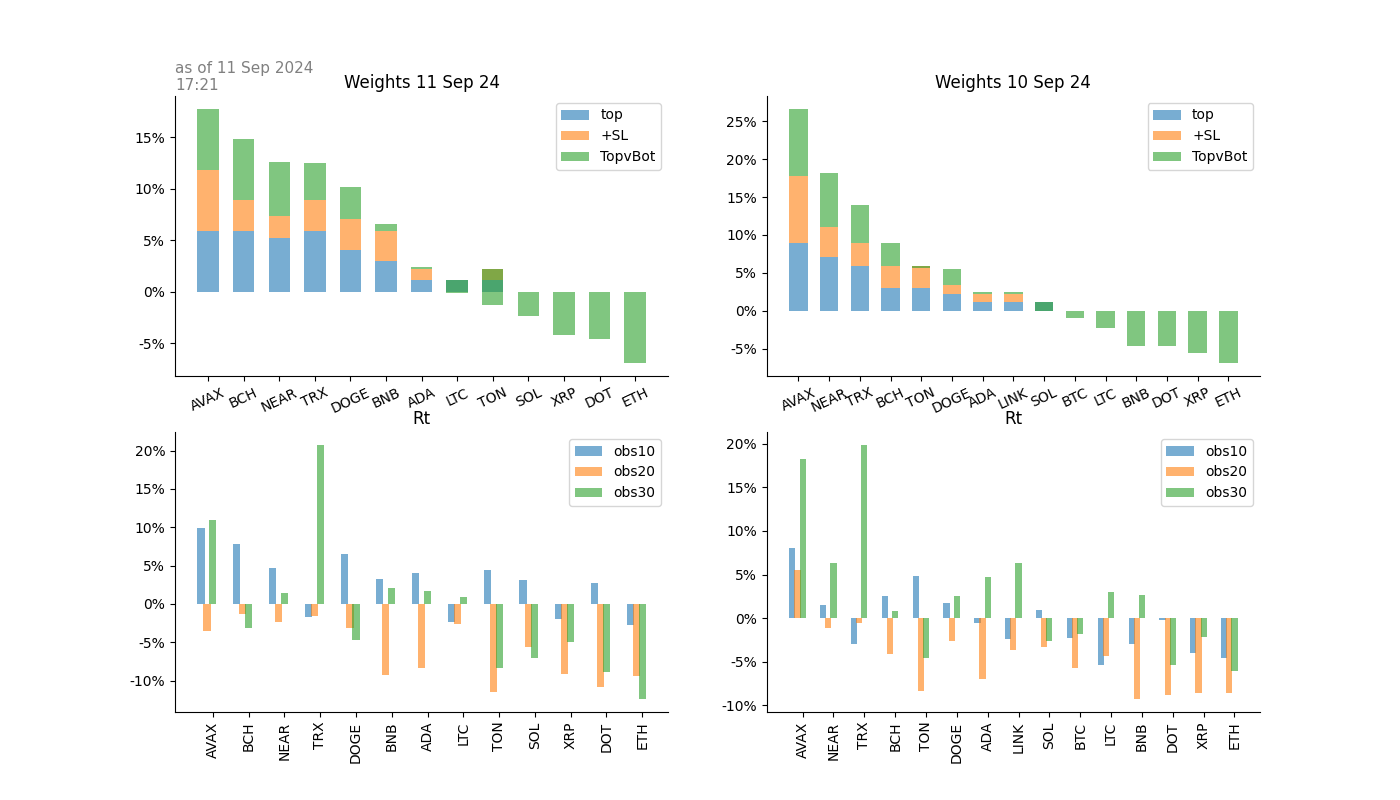 as of 11 Sep 2024
17:21
Weights 11 Sep 24
top
+SL
TopvBot
15%
10%
5%
0%
-5%
AVAX BCH NEAR TRX DOGE BNB ADA LTC TON SOL XRP DOT ETH
Weights 10 Sep 24
top
+SL
TopvBot
25%
20%
15%
10%
5%
0%
-5%
AVAX NEAR TRX BCH TON DOGE ADA LINK SOL BTC LTC BNB DOT XRP ETH
Rt
obs10
obs20
obs30
20%
15%
10%
5%
0%
-5%
-10%
AVAX BCH NEAR TRX DOGE BNB ADA LTC TON SOL XRP DOT ETH
Rt
obs10
obs20
obs30
20%
15%
10%
5%
0%
-5%
-10%
AVAX NEAR TRX BCH TON DOGE ADA LINK SOL BTC LTC BNB DOT XRP ETH